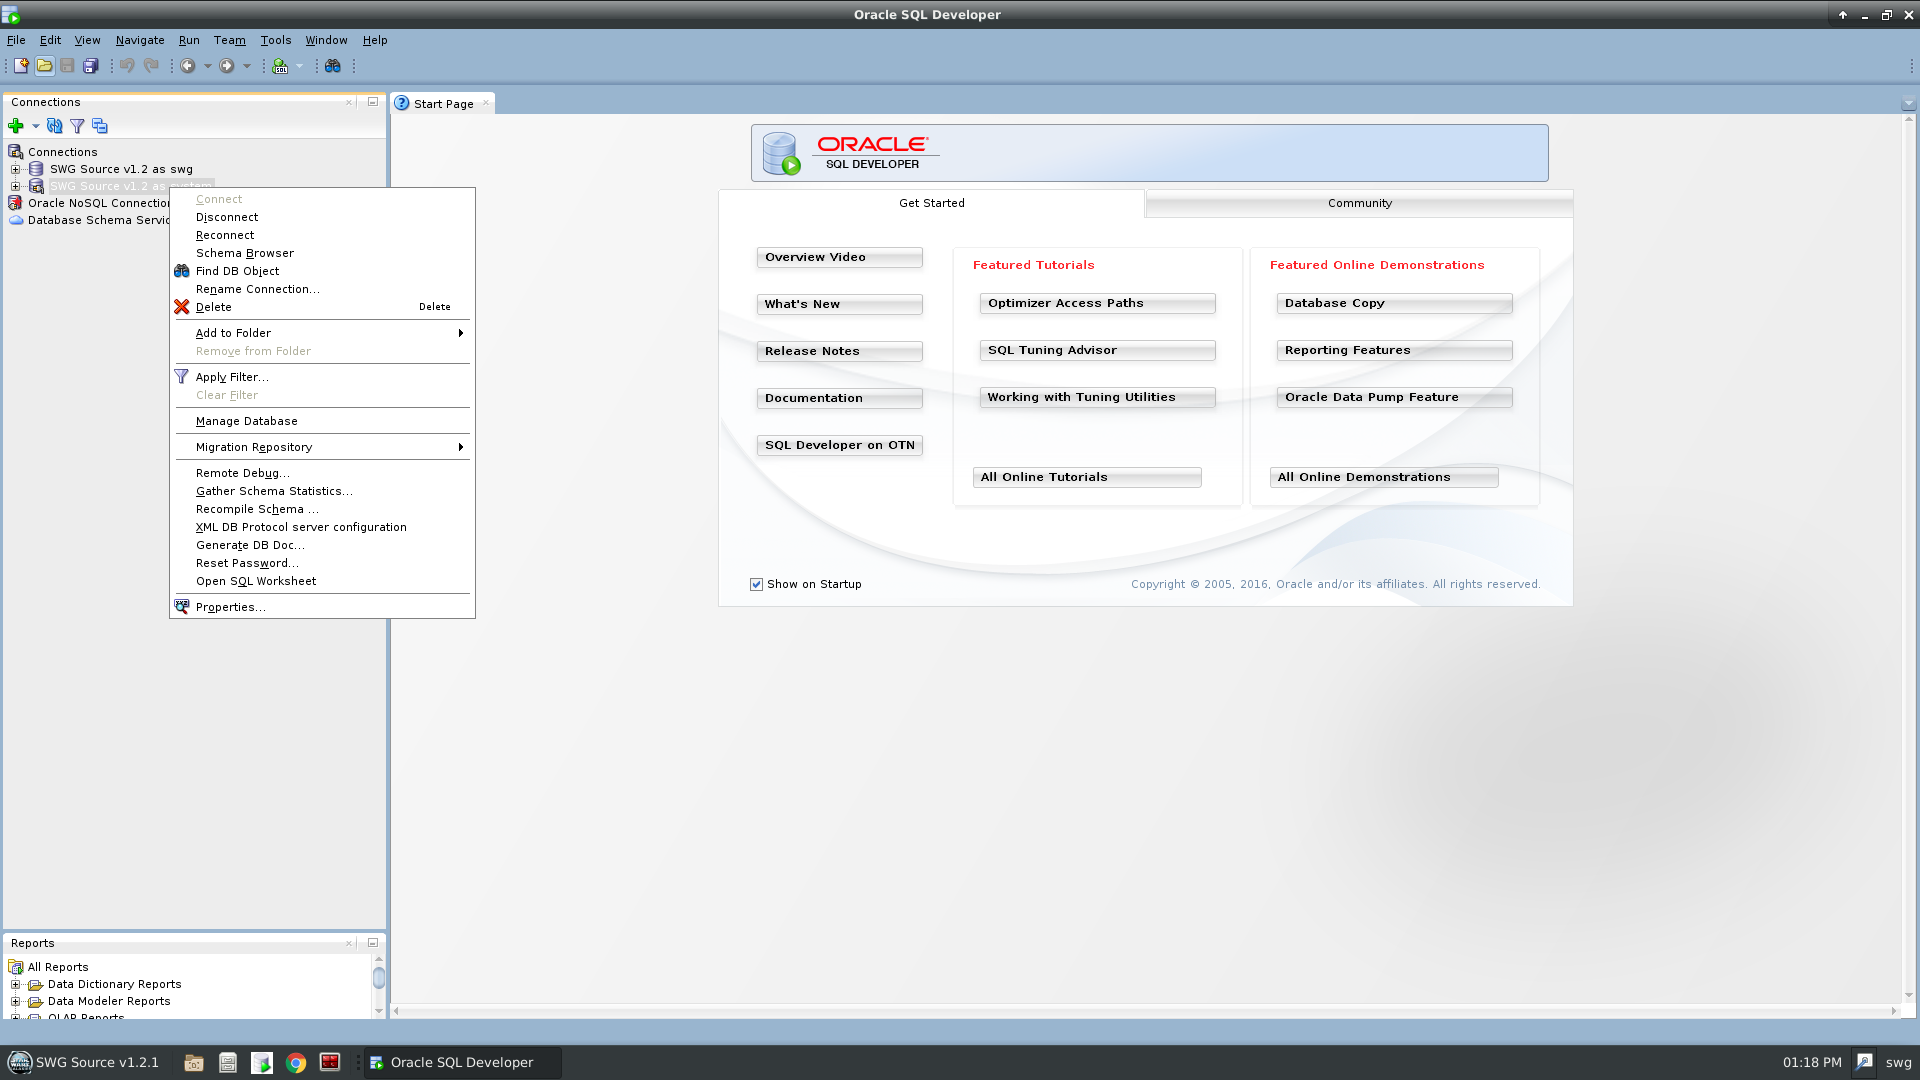 Oracle SQL Developer
File Edit View Navigate Run Team Tools Window Help
Connections
Connections
SWG Source v1.2 as swg
SWG Source v1.2 as system
Oracle NoSQL Connection
Database Schema Servic
Connect
Disconnect
Reconnect
Schema Browser
Find DB Object
Rename Connection...
Delete Delete
Add to Folder
Remove from Folder
Apply Filter...
Clear Filter
Manage Database
Migration Repository
Remote Debug...
Gather Schema Statistics...
Recompile Schema ...
XML DB Protocol server configuration
Generate DB Doc...
Reset Password...
Open SQL Worksheet
Properties...
Start Page
ORACLE
SQL DEVELOPER
Get Started
Community
Overview Video
What's New
Release Notes
Documentation
SQL Developer on OTN
Featured Tutorials
Optimizer Access Paths
SQL Tuning Advisor
Working with Tuning Utilities
All Online Tutorials
Featured Online Demonstrations
Database Copy
Reporting Features
Oracle Data Pump Feature
All Online Demonstrations
Show on Startup
Copyright © 2005, 2016, Oracle and/or its affiliates. All rights reserved.
Reports
All Reports
Data Dictionary Reports
Data Modeler Reports
OLAP Reports
SWG Source v1.2.1
Oracle SQL Developer
01:18 PM
swg